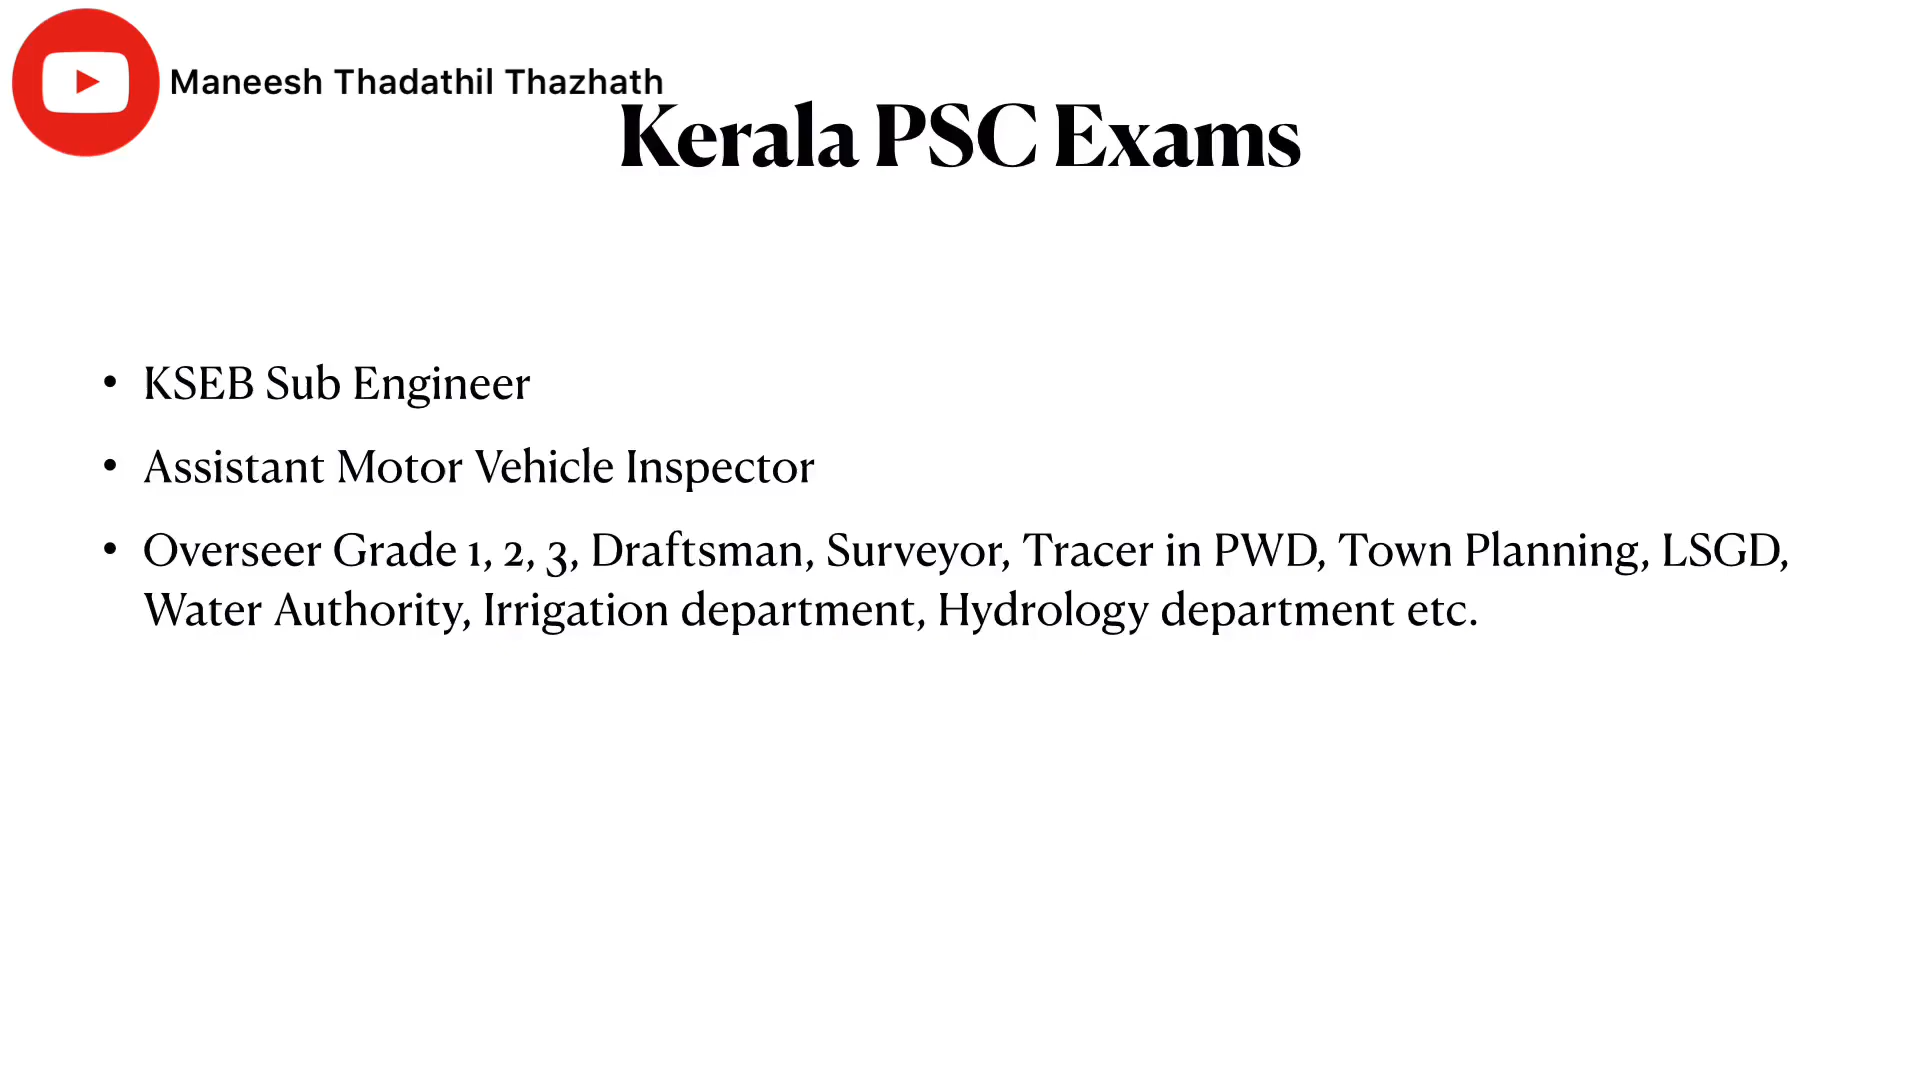 Maneesh Thadathil Thazhath
Kerala PSC Exams
• KSEB Sub Engineer
• Assistant Motor Vehicle Inspector
• Overseer Grade 1, 2, 3, Draftsman, Surveyor, Tracer in PWD, Town Planning, LSGD,
Water Authority, Irrigation department, Hydrology department etc.